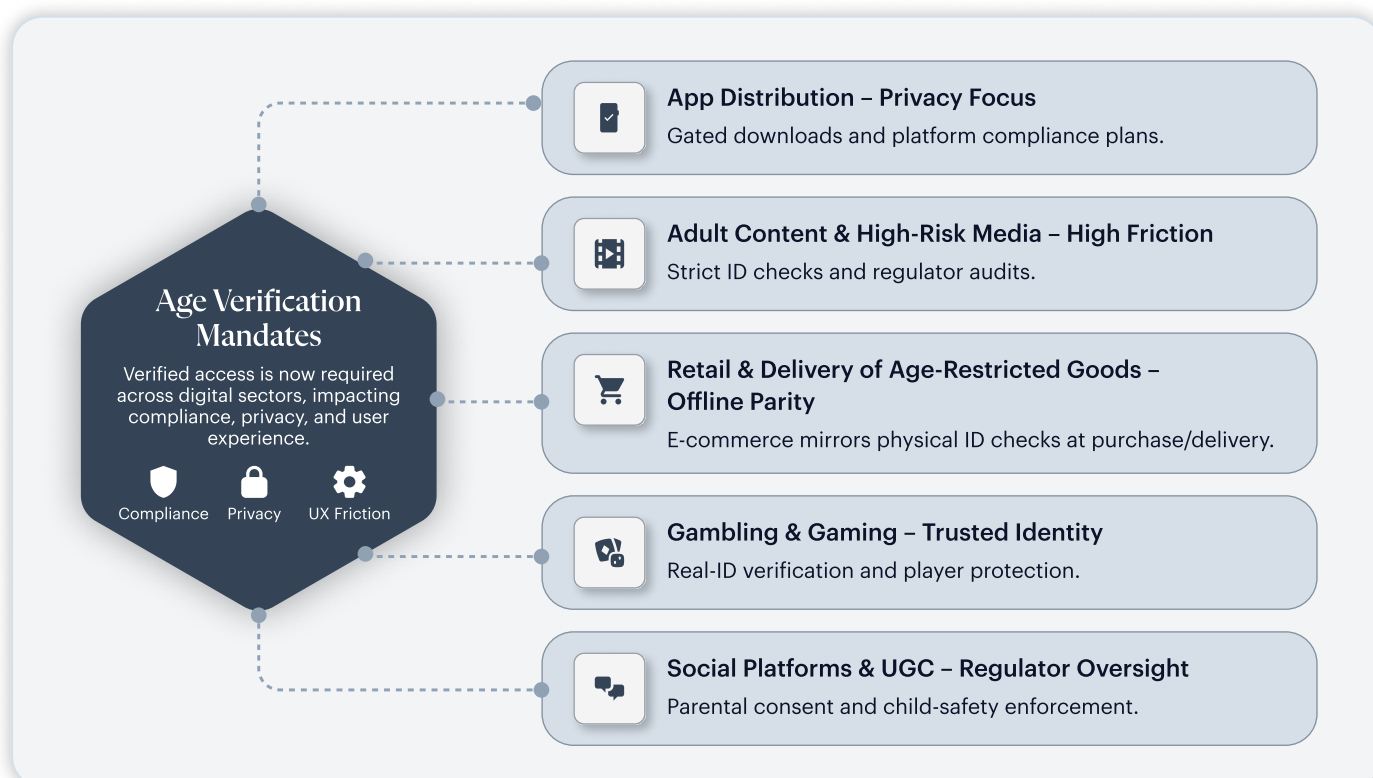 Age Verification
Mandates
Verified access is now required
across digital sectors, impacting
compliance, privacy, and user
experience.
Compliance
Privacy
UX Friction
App Distribution – Privacy Focus
Gated downloads and platform compliance plans.
Adult Content & High-Risk Media – High Friction
Strict ID checks and regulator audits.
Retail & Delivery of Age-Restricted Goods –
Offline Parity
E-commerce mirrors physical ID checks at purchase/delivery.
Gambling & Gaming – Trusted Identity
Real-ID verification and player protection.
Social Platforms & UGC – Regulator Oversight
Parental consent and child-safety enforcement.